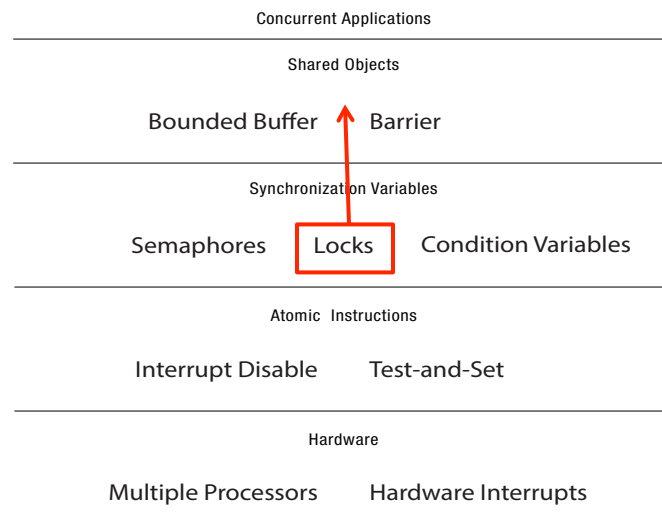 Concurrent Applications
Shared Objects
Bounded Buffer Barrier
Synchronization Variables
Semaphores Locks Condition Variables
Atomic Instructions
Interrupt Disable Test-and-Set
Hardware
Multiple Processors Hardware Interrupts